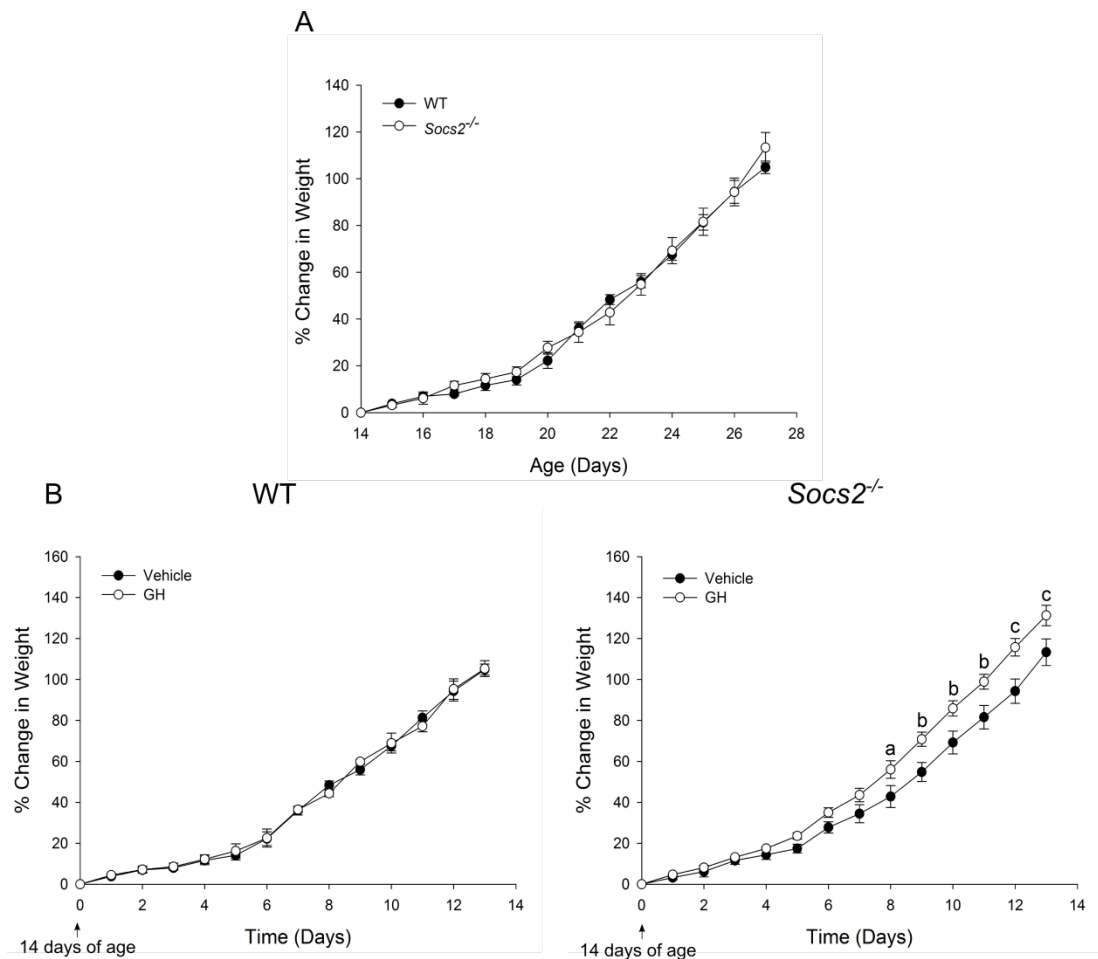 A
140
120
100
80
60
40
20
0
% Change in Weight
WT
Socs2-/-
14 16 18 20 22 24 26 28
Age (Days)
B
WT
160
140
120
100
80
60
40
20
0
% Change in Weight
Vehicle
GH
0 2 4 6 8 10 12 14
Time (Days)
14 days of age
Socs2-/-
160
140
120
100
80
60
40
20
0
% Change in Weight
Vehicle
GH
a b b b c c
0 2 4 6 8 10 12 14
Time (Days)
14 days of age